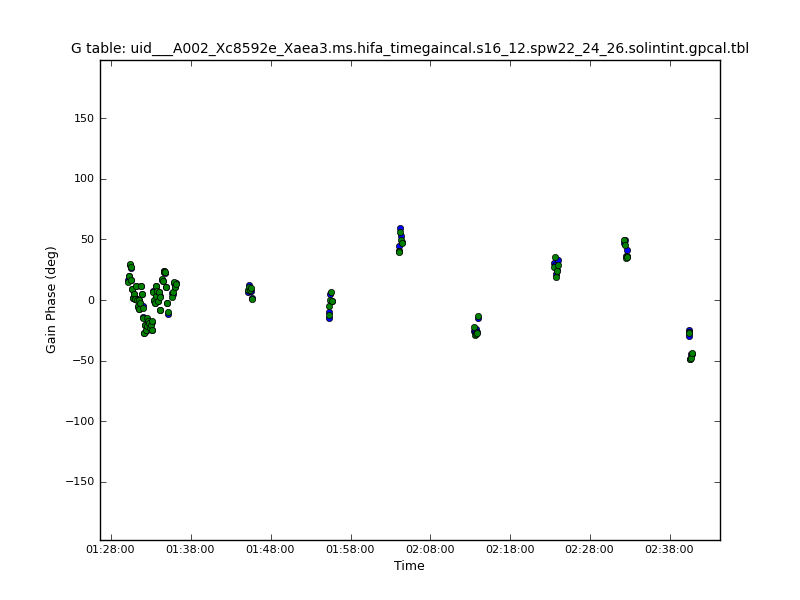 G table: uid___A002_Xc8592e_Xaea3.ms.hifa_timegaincal.s16_12.spw22_24_26.solintint.gpcal.tbl
150
100
50
0
−50
−100
−150
Gain Phase (deg)
01:28:00 01:38:00 01:48:00 01:58:00 02:08:00 02:18:00 02:28:00 02:38:00
Time